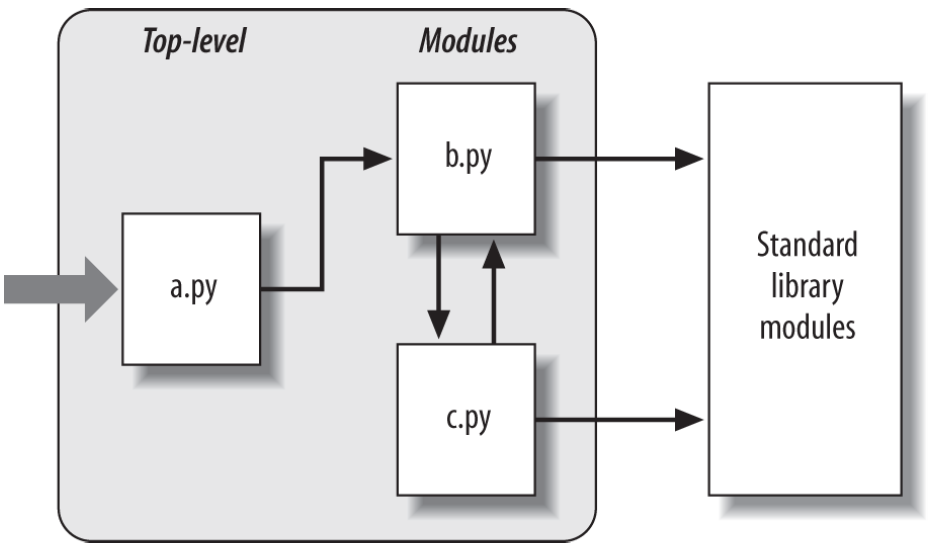 Top-level
Modules
b.py
a.py
c.py
Standard
library
modules